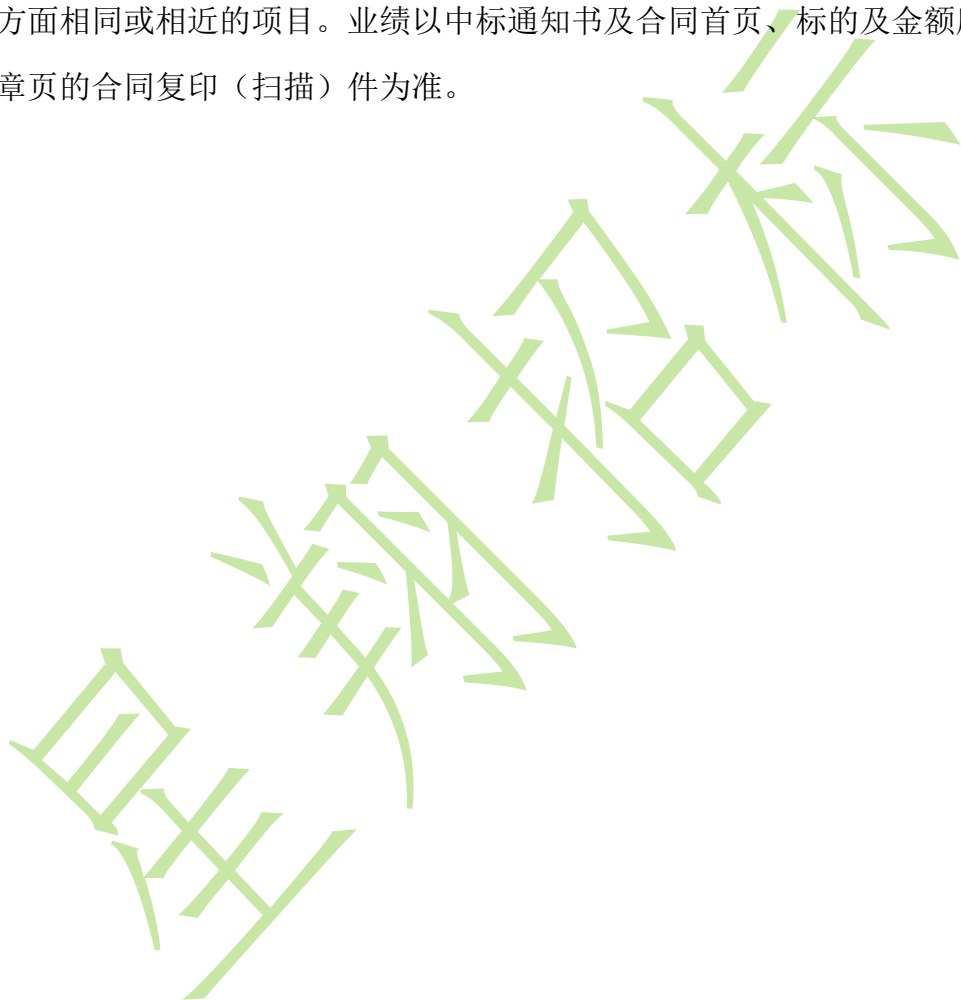 方面相同或相近的项目。业绩以中标通知书及合同首页、标的及金额
章页的合同复印（扫描）件为准。
星翔招标